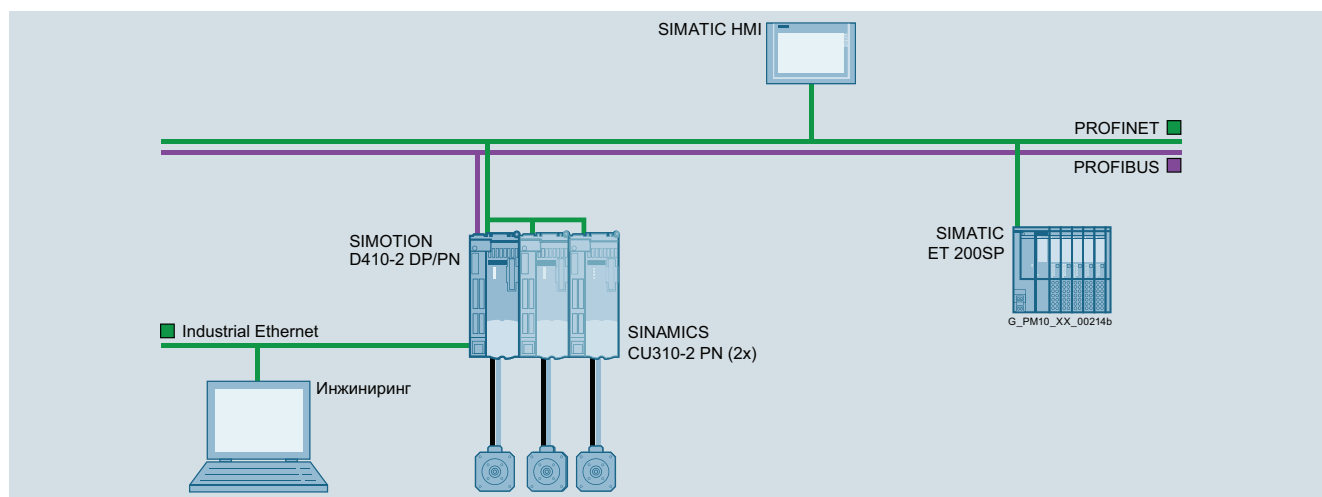 SIMATIC HMI
PROFINET
PROFIBUS
SIMOTION
D410-2 DP/PN
SIMATIC
ET 200SP
G_PM10_XX_00214b
Industrial Ethernet
SINAMICS
CU310-2 PN (2x)
Инжиниринг